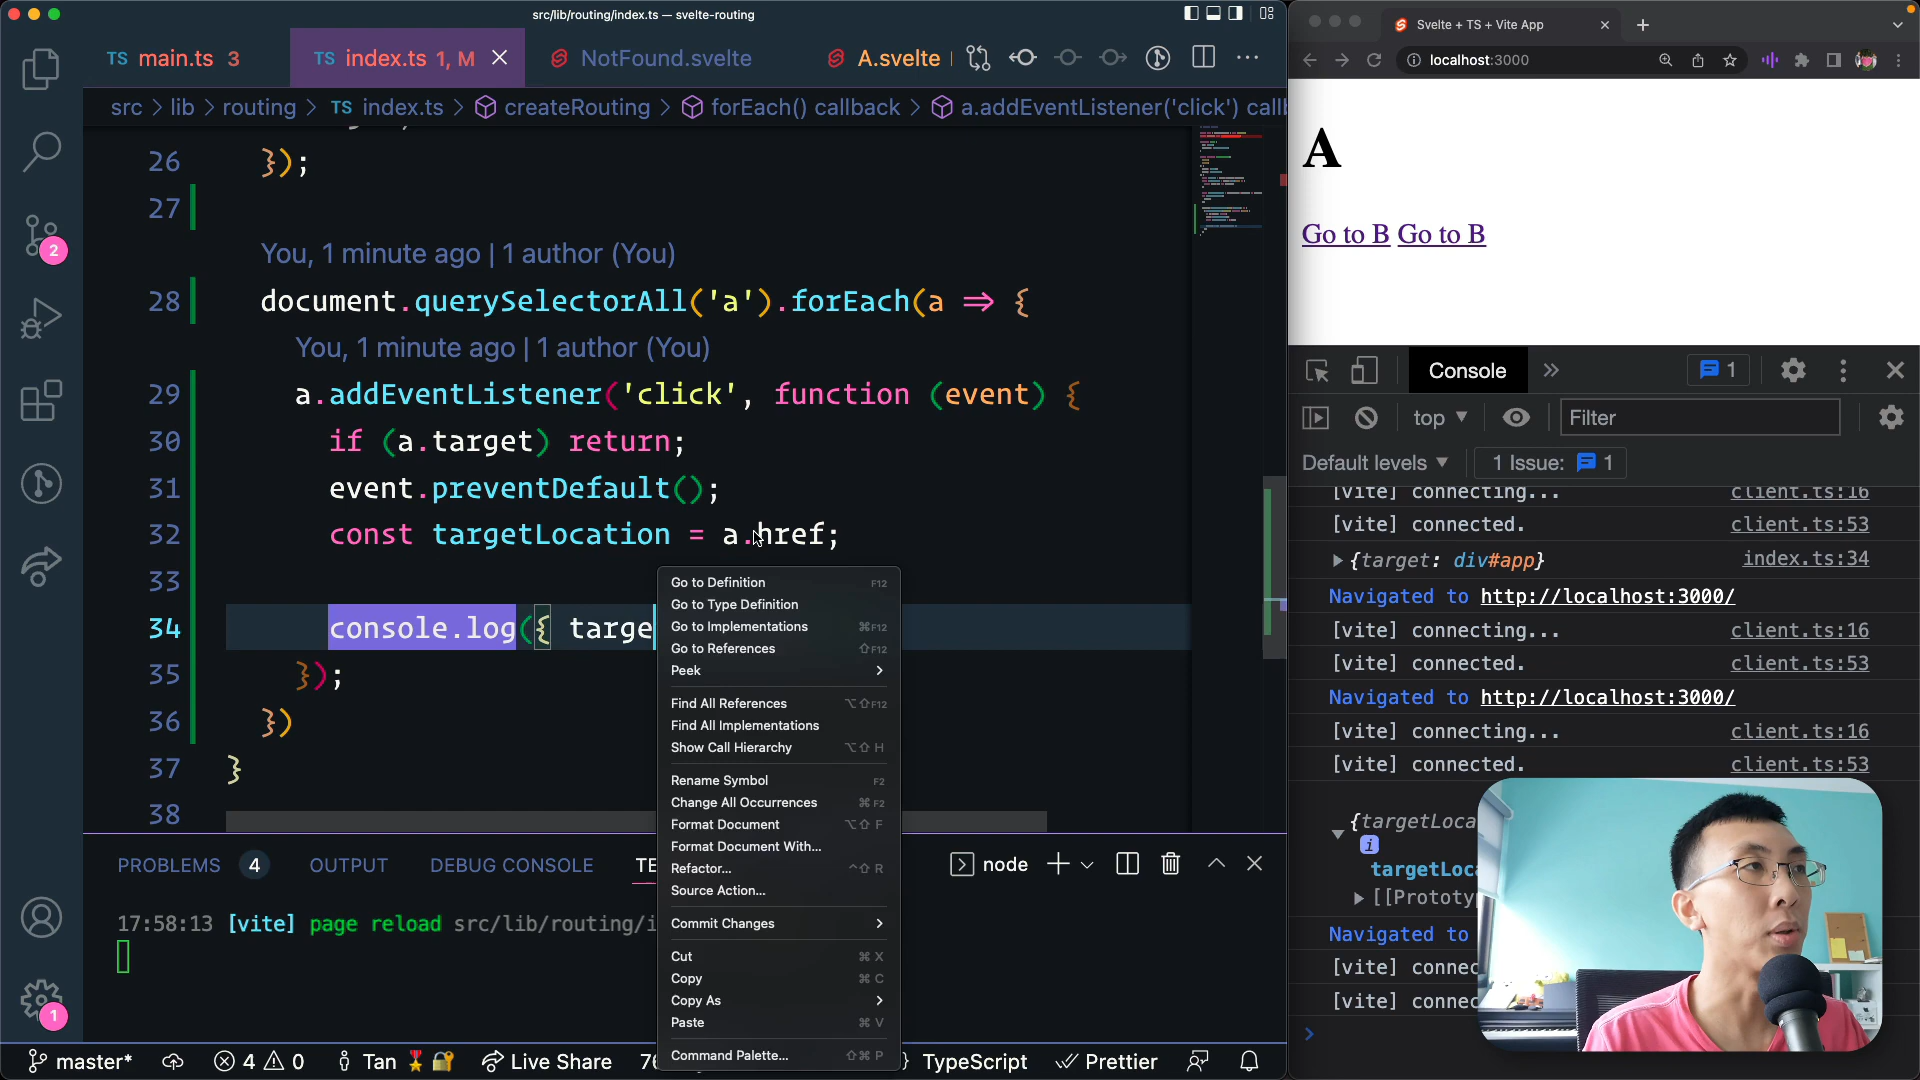 src/lib/routing/index.ts — svelte-routing
TS main.ts 3
TS index.ts 1, M
NotFound.svelte
A.svelte
src > lib > routing > TS index.ts > createRouting > forEach() callback > a.addEventListener('click') call
26 });
27
You, 1 minute ago | 1 author (You)
28 document.querySelectorAll('a').forEach(a ⇒ {
You, 1 minute ago | 1 author (You)
29 a.addEventListener('click', function (event) {
30 if (a.target) return;
31 event.preventDefault();
32 const targetLocation = a.href;
33
34 console.log({ targe
35 });
36 })
37 }
38
2
1
Go to Definition F12
Go to Type Definition
Go to Implementations ⌘F12
Go to References ⇧F12
Peek >
Find All References ⌥⇧F12
Find All Implementations
Show Call Hierarchy ⌥⇧ H
Rename Symbol F2
Change All Occurrences ⌘ F2
Format Document ⌥⇧ F
Format Document With...
Refactor... ^⇧ R
Source Action...
Commit Changes >
Cut ⌘ X
Copy ⌘ C
Copy As >
Paste ⌘ V
Command Palette... ⇧⌘ P
PROBLEMS 4
OUTPUT
DEBUG CONSOLE
TE
node
17:58:13 [vite] page reload src/lib/routing/i
master*
4 0
Tan
Live Share
TypeScript
Prettier
Svelte + TS + Vite App
localhost:3000
A
Go to B Go to B
Console
1
top
Filter
Default levels
1 Issue: 1
[vite] connecting... client.ts:16
[vite] connected. client.ts:53
{target: div#app} index.ts:34
Navigated to http://localhost:3000/
[vite] connecting... client.ts:16
[vite] connected. client.ts:53
Navigated to http://localhost:3000/
[vite] connecting... client.ts:16
[vite] connected. client.ts:53
{targetLoca
i
targetLoc
[[Prototy
Navigated to
[vite] connec
[vite] connec